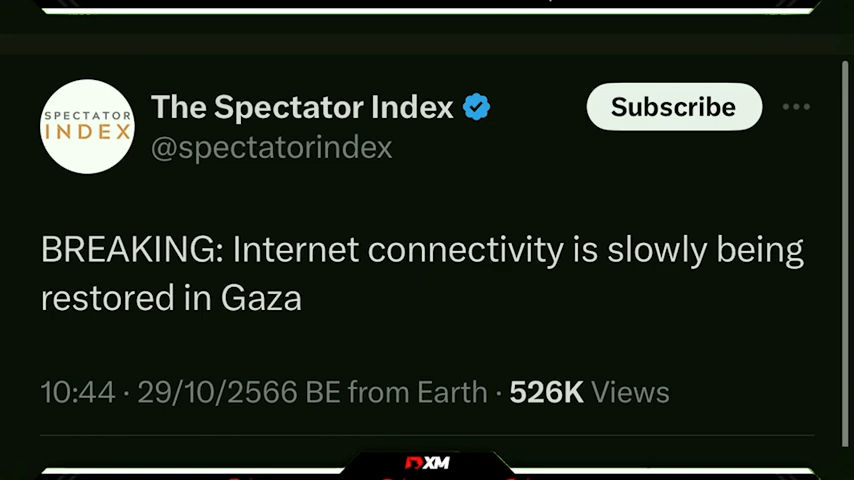 SPECTATOR
INDEX
The Spectator Index
Subscribe
@spectatorindex
BREAKING: Internet connectivity is slowly being
restored in Gaza
10:44 · 29/10/2566 BE from Earth · 526K Views
XM